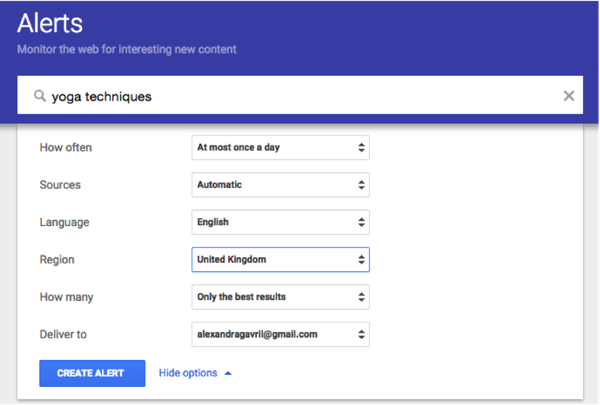 Alerts
Monitor the web for interesting new content
yoga techniques
How often At most once a day
Sources Automatic
Language English
Region United Kingdom
How many Only the best results
Deliver to alexandragavril@gmail.com
CREATE ALERT Hide options